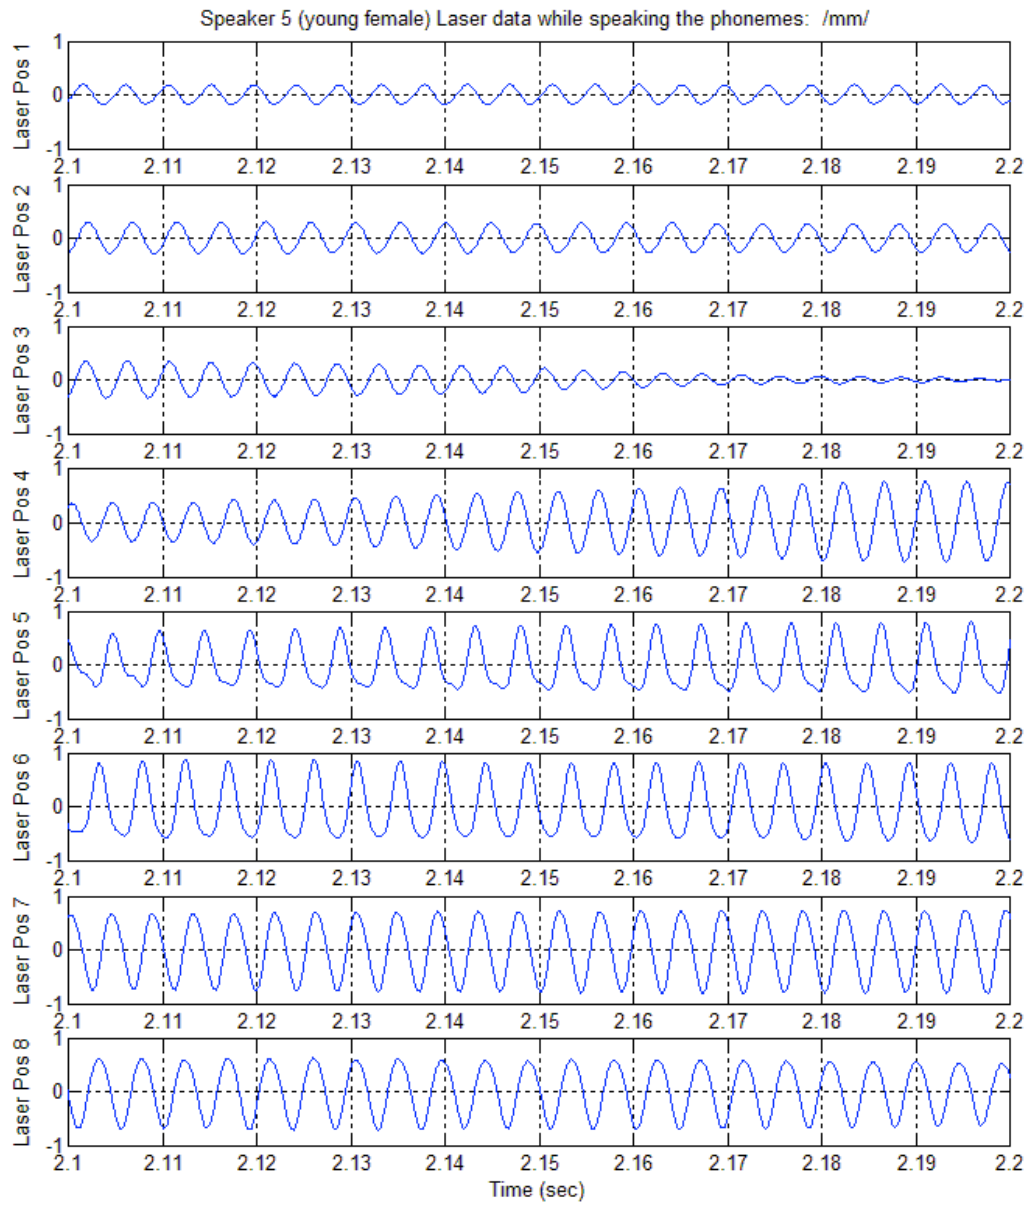 Speaker 5 (young female) Laser data while speaking the phonemes: /mm/
Laser Pos 1
1
0
-1
2.1 2.11 2.12 2.13 2.14 2.15 2.16 2.17 2.18 2.19 2.2
Laser Pos 2
1
0
-1
2.1 2.11 2.12 2.13 2.14 2.15 2.16 2.17 2.18 2.19 2.2
Laser Pos 3
1
0
-1
2.1 2.11 2.12 2.13 2.14 2.15 2.16 2.17 2.18 2.19 2.2
Laser Pos 4
1
0
-1
2.1 2.11 2.12 2.13 2.14 2.15 2.16 2.17 2.18 2.19 2.2
Laser Pos 5
1
0
-1
2.1 2.11 2.12 2.13 2.14 2.15 2.16 2.17 2.18 2.19 2.2
Laser Pos 6
1
0
-1
2.1 2.11 2.12 2.13 2.14 2.15 2.16 2.17 2.18 2.19 2.2
Laser Pos 7
1
0
-1
2.1 2.11 2.12 2.13 2.14 2.15 2.16 2.17 2.18 2.19 2.2
Laser Pos 8
1
0
-1
2.1 2.11 2.12 2.13 2.14 2.15 2.16 2.17 2.18 2.19 2.2
Time (sec)